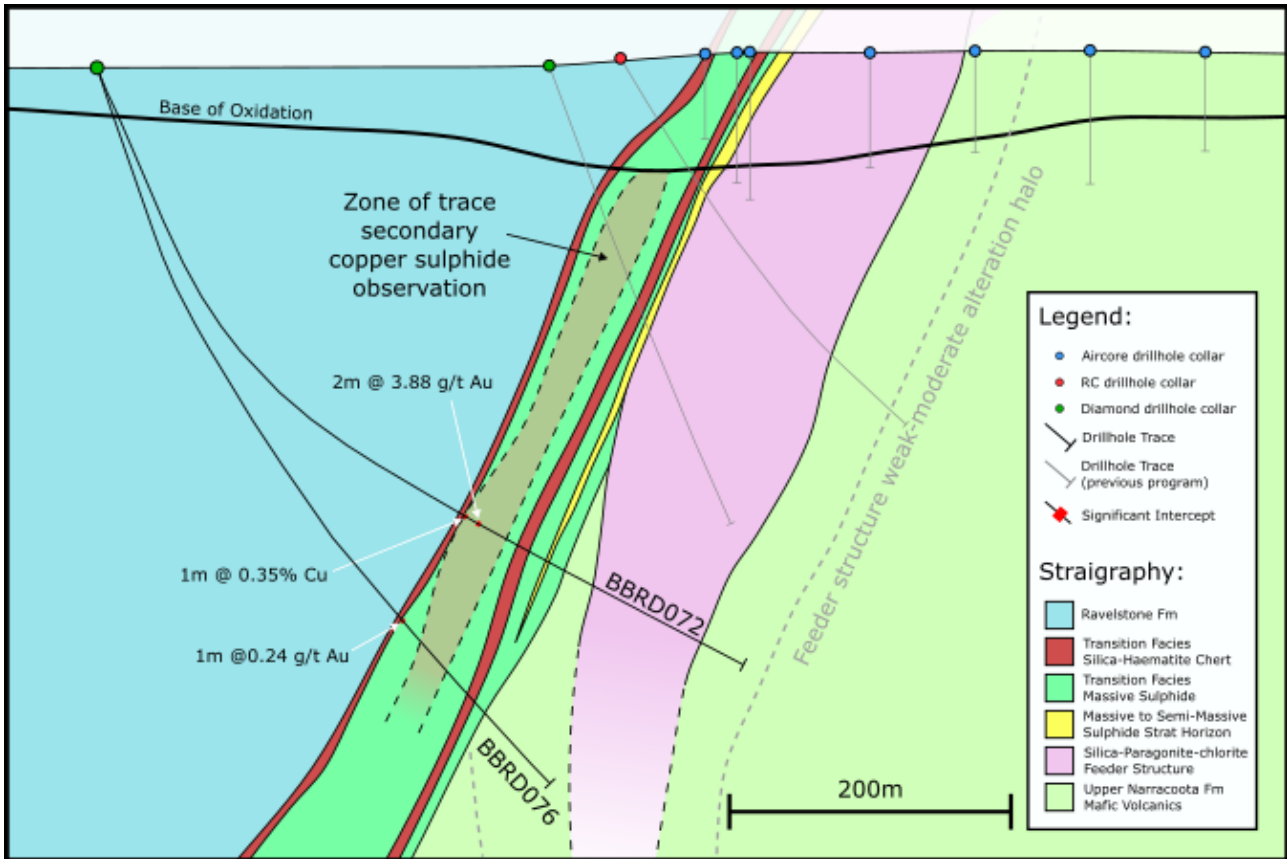 Base of Oxidation
Zone of trace
secondary
copper sulphide
observation
2m @ 3.88 g/t Au
1m @ 0.35% Cu
1m @0.24 g/t Au
BBRD072
BBRD076
Feeder structure weak-moderate alteration halo
200m
Legend:
Aircore drillhole collar
RC drillhole collar
Diamond drillhole collar
Drillhole Trace
Drillhole Trace
(previous program)
Significant Intercept
Straigraphy:
Ravelstone Fm
Transition Facies
Silica-Haematite Chert
Transition Facies
Massive Sulphide
Massive to Semi-Massive
Sulphide Strat Horizon
Silica-Paragonite-chlorite
Feeder Structure
Upper Narracoota Fm
Mafic Volcanics